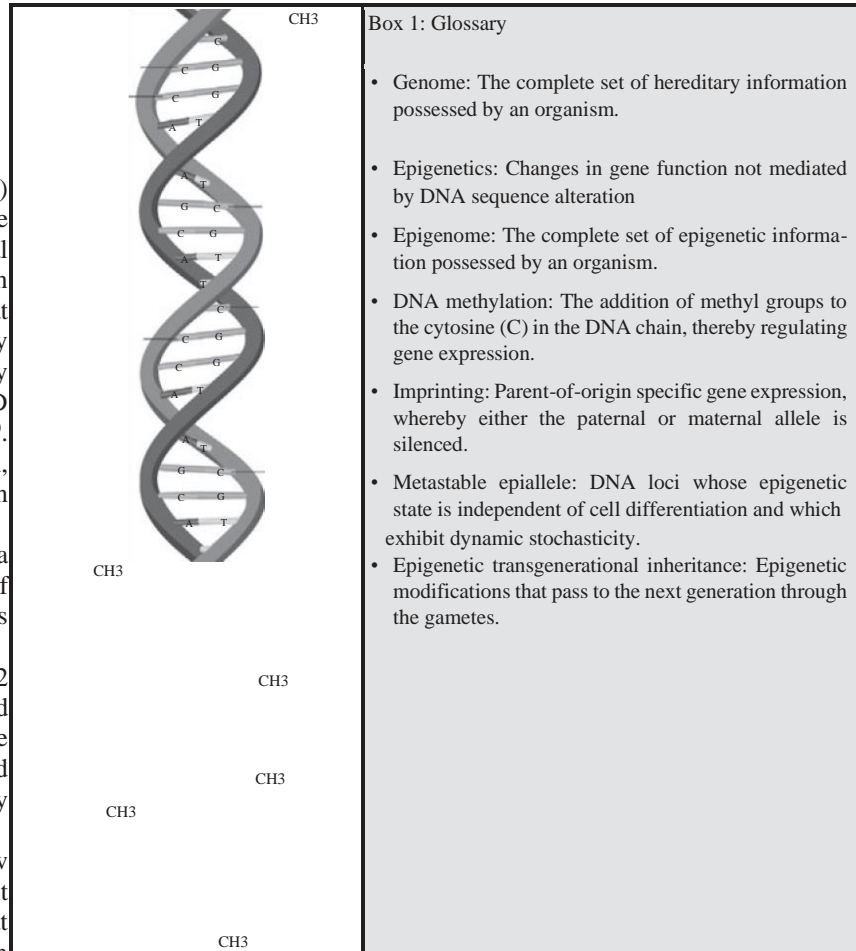 CH3
C
C G
C G
A T
A T
G C
C G
A T
T
C
C G
C G
A T
A T
G C
C G
A T
CH3
CH3
CH3
CH3
CH3
Box 1: Glossary
• Genome: The complete set of hereditary information
possessed by an organism.
• Epigenetics: Changes in gene function not mediated
by DNA sequence alteration
• Epigenome: The complete set of epigenetic informa-
tion possessed by an organism.
• DNA methylation: The addition of methyl groups to
the cytosine (C) in the DNA chain, thereby regulating
gene expression.
• Imprinting: Parent-of-origin specific gene expression,
whereby either the paternal or maternal allele is
silenced.
• Metastable epiallele: DNA loci whose epigenetic
state is independent of cell differentiation and which
exhibit dynamic stochasticity.
• Epigenetic transgenerational inheritance: Epigenetic
modifications that pass to the next generation through
the gametes.